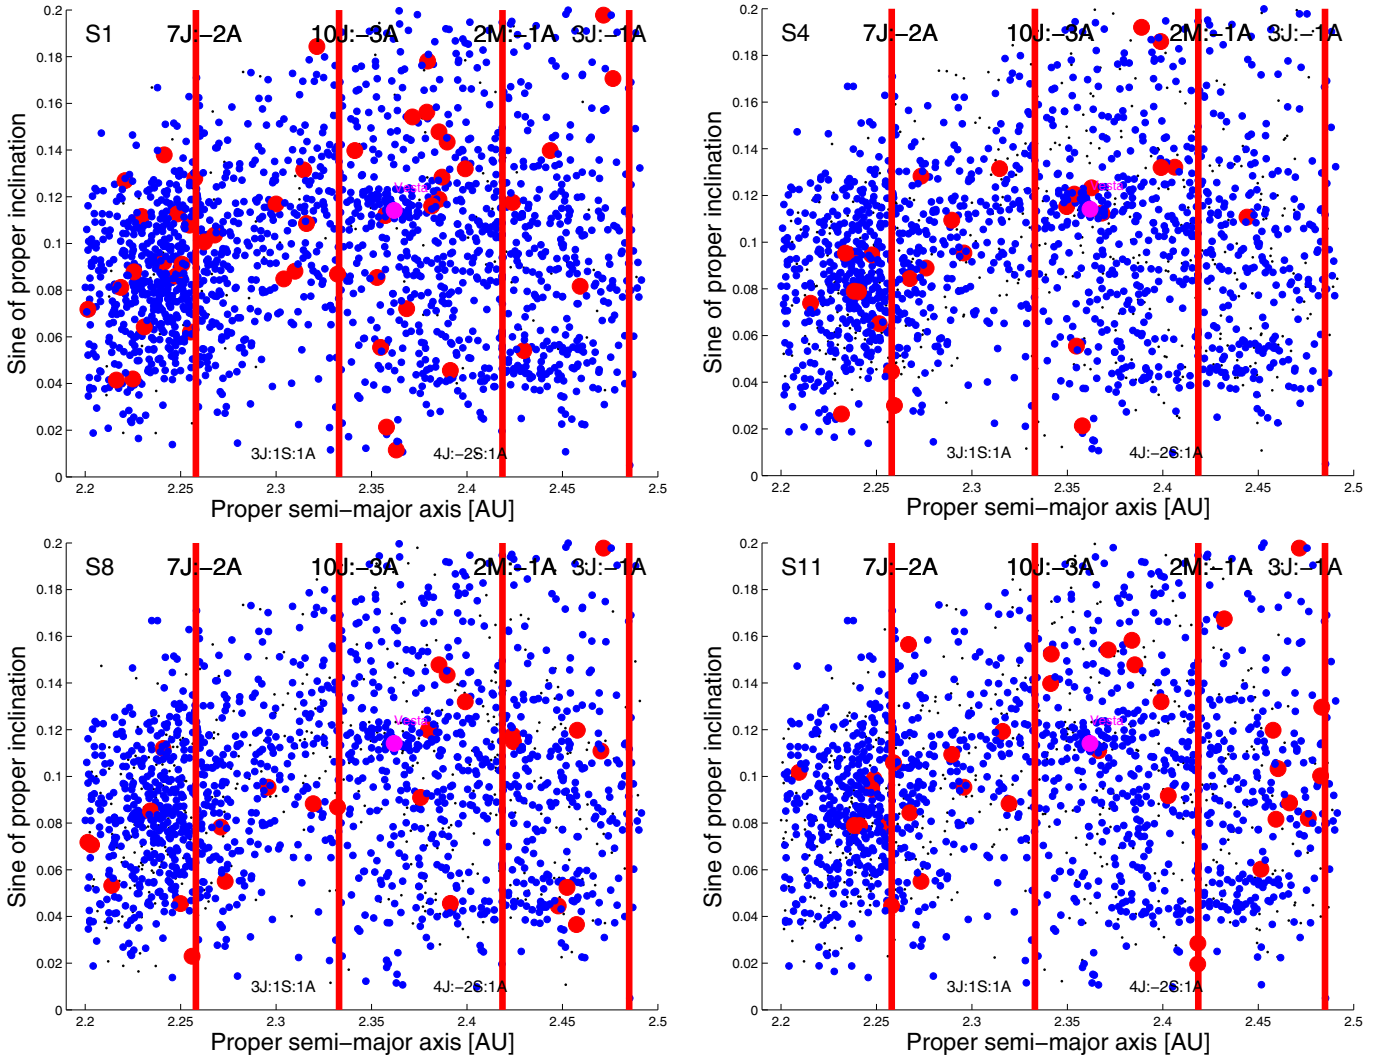 S1 7J:−2A 10J:−3A 2M:−1A 3J:−1A
0.2
0.18
0.16
0.14
0.12
0.1
0.08
0.06
0.04
0.02
0
Sine of proper inclination
Vesta
3J:1S:1A 4J:−2S:1A
2.2 2.25 2.3 2.35 2.4 2.45 2.5
Proper semi−major axis [AU]
S4 7J:−2A 10J:−3A 2M:−1A 3J:−1A
0.2
0.18
0.16
0.14
0.12
0.1
0.08
0.06
0.04
0.02
0
Sine of proper inclination
Vesta
3J:1S:1A 4J:−2S:1A
2.2 2.25 2.3 2.35 2.4 2.45 2.5
Proper semi−major axis [AU]
S8 7J:−2A 10J:−3A 2M:−1A 3J:−1A
0.2
0.18
0.16
0.14
0.12
0.1
0.08
0.06
0.04
0.02
0
Sine of proper inclination
Vesta
3J:1S:1A 4J:−2S:1A
2.2 2.25 2.3 2.35 2.4 2.45 2.5
Proper semi−major axis [AU]
S11 7J:−2A 10J:−3A 2M:−1A 3J:−1A
0.2
0.18
0.16
0.14
0.12
0.1
0.08
0.06
0.04
0.02
0
Sine of proper inclination
Vesta
3J:1S:1A 4J:−2S:1A
2.2 2.25 2.3 2.35 2.4 2.45 2.5
Proper semi−major axis [AU]